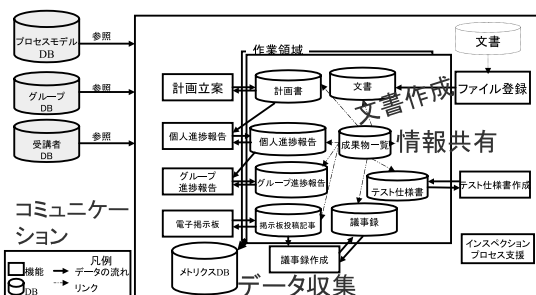 プロセスモデル
DB
参照
グループ
DB
参照
受講者
DB
参照
コミュニケー
ション
凡例
機能
データの流れ
DB
リンク
作業領域
計画立案
計画書
文書
文書
ファイル登録
文書作成
個人進捗報告
個人進捗報告
成果物一覧
情報共有
グループ
進捗報告
グループ進捗報告
テスト仕様書
テスト仕様書作成
電子掲示板
掲示板投稿記事
議事録
メトリクスDB
議事録作成
データ収集
インスペクション
プロセス支援